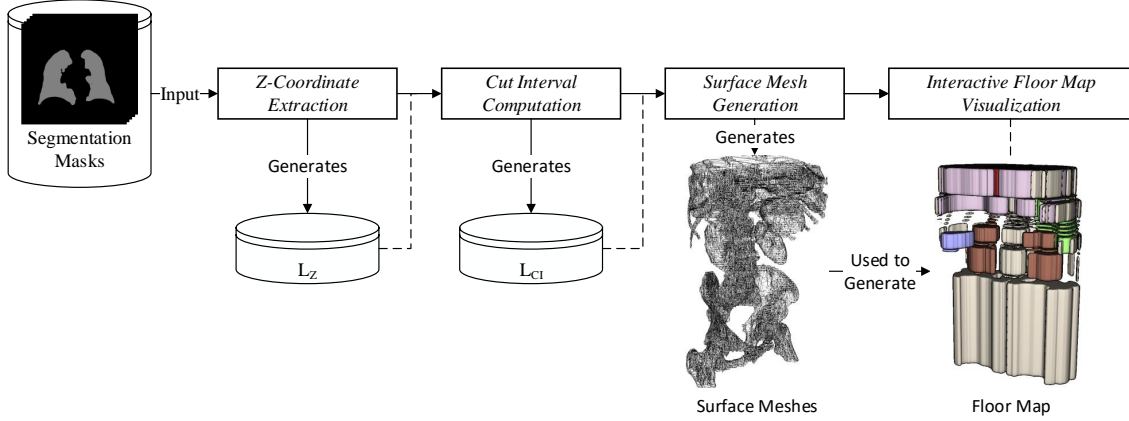 Segmentation
Masks
Input
Z-Coordinate
Extraction
Generates
L_Z
Cut Interval
Computation
Generates
L_CI
Surface Mesh
Generation
Generates
Surface Meshes
Interactive Floor Map
Visualization
Used to
Generate
Floor Map